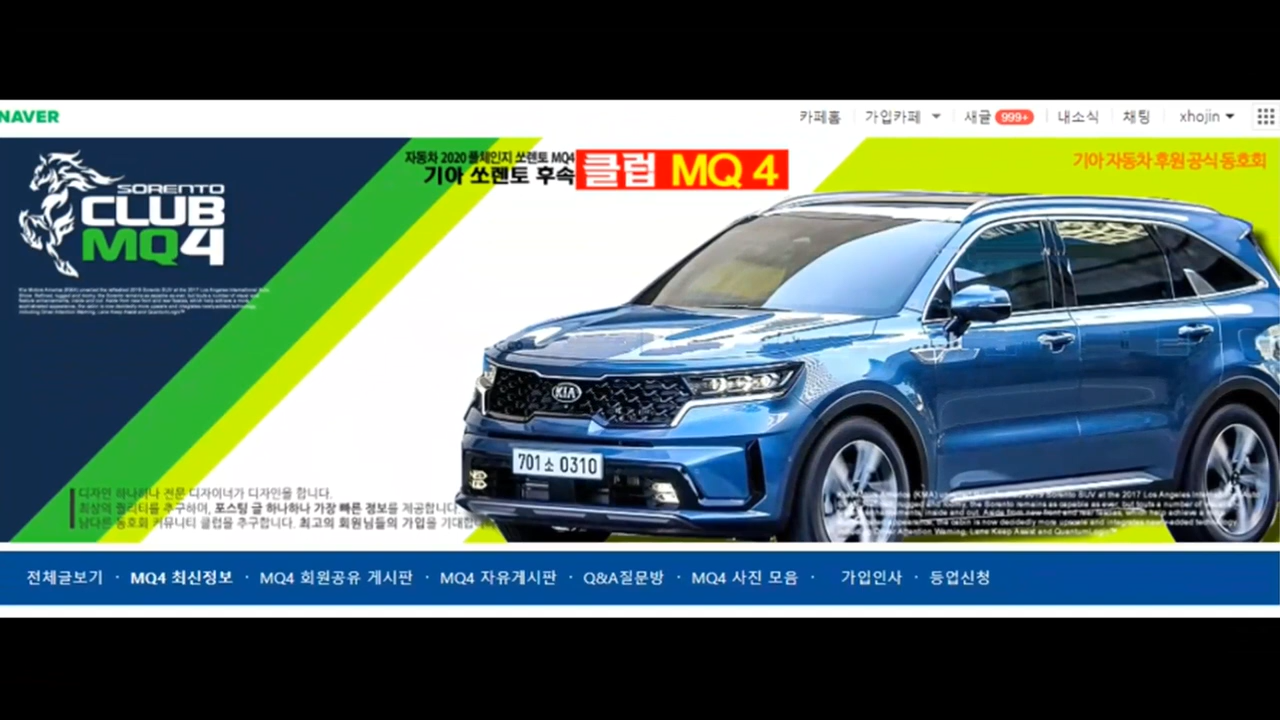 NAVER
카페홈 가입카페 새글 999+ 내소식 채팅 xhojin
SORENTO
CLUB
MQ4
자동차 2020 풀체인지 쏘렌토 MQ4
기아 쏘렌토 후속 클럽 MQ 4
기아 자동차 후원 공식 동호회
KIA
701소 0310
디자인 하나하나 전문 디자이너가 디자인을 합니다.
최상의 퀄리티를 추구하며, 포스팅 글 하나하나 가장 빠른 정보를 제공합니다
남다른 동호회 커뮤니티 클럽을 추구합니다. 최고의 회원님들의 가입을 기대합
전체글보기 · MQ4 최신정보 · MQ4 회원공유 게시판 · MQ4 자유게시판 · Q&A질문방 · MQ4 사진 모음 · 가입인사 · 등업신청